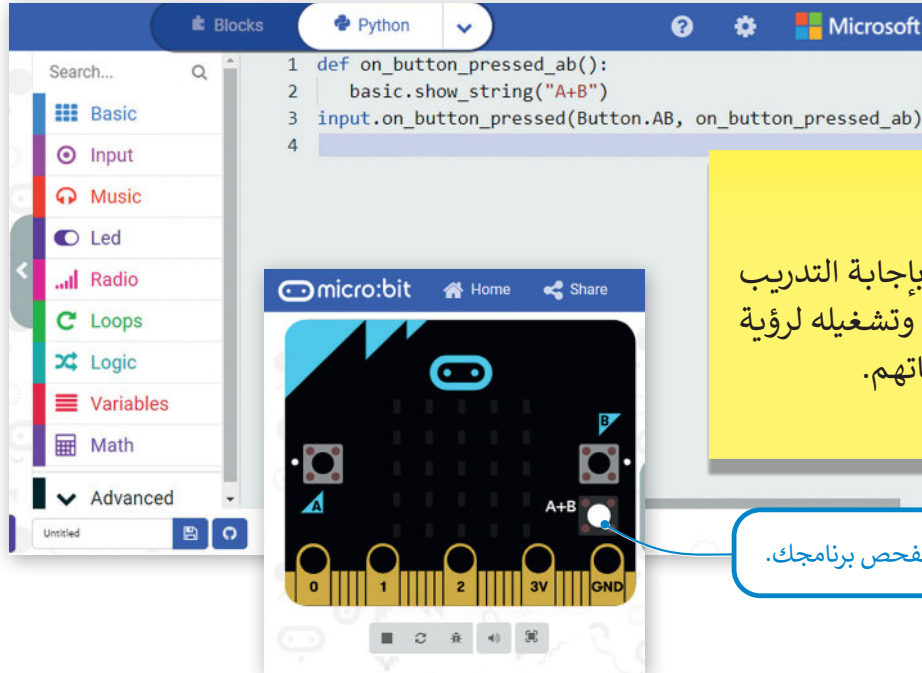 Blocks
Python
Microsoft
Search...
Basic
Input
Music
Led
Radio
Loops
Logic
Variables
Math
Advanced
Untitled
1 def on_button_pressed_ab():
2 basic.show_string("A+B")
3 input.on_button_pressed(Button.AB, on_button_pressed_ab)
4
micro:bit
Home
Share
A
B
A+B
0
1
2
3V
GND
بإجابة التدريب
وتشغيله لرؤية
فحص برنامجك.